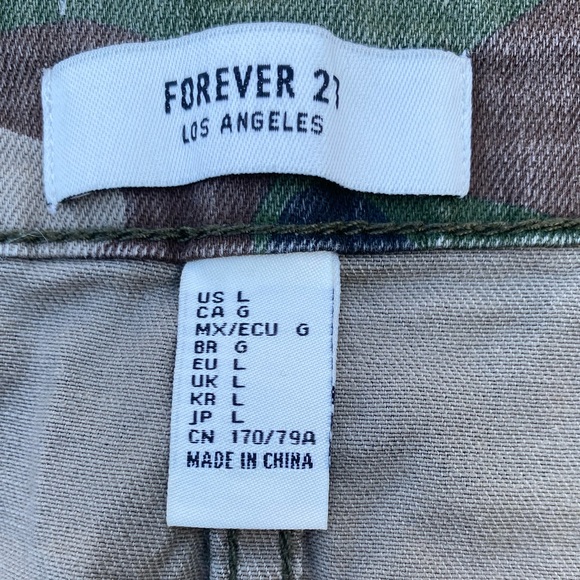 FOREVER 21
LOS ANGELES
US L
CA G
MX/ECU G
BR G
EU L
UK L
KR L
JP L
CN 170/79A
MADE IN CHINA